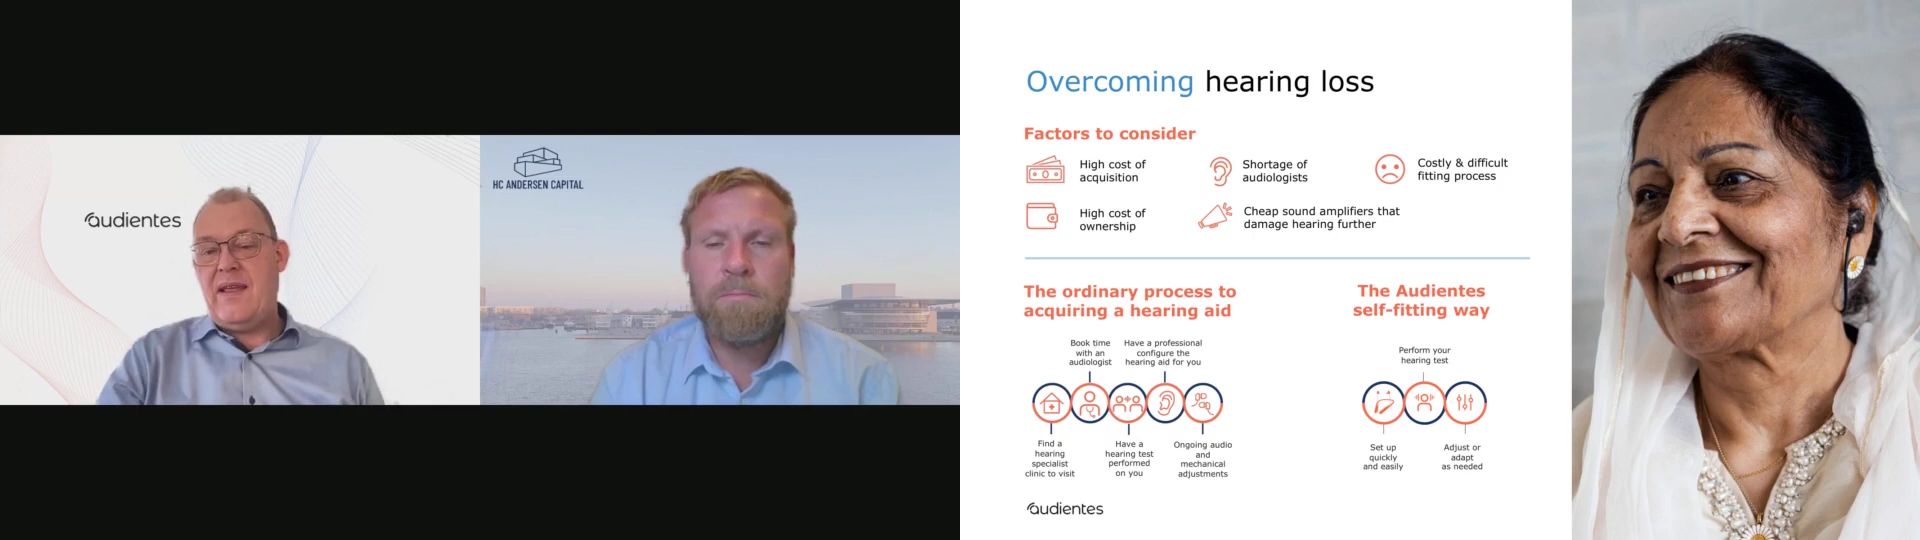 audientes
HC ANDERSEN CAPITAL
Overcoming hearing loss
Factors to consider
High cost of
acquisition
Shortage of
audiologists
Costly & difficult
fitting process
High cost of
ownership
Cheap sound amplifiers that
damage hearing further
The ordinary process to
acquiring a hearing aid
Book time
with an
audiologist
Have a professional
configure the
hearing aid for you
Find a
hearing
specialist
clinic to visit
Have a
hearing test
performed
on you
Ongoing audio
and
mechanical
adjustments
The Audientes
self-fitting way
Perform your
hearing test
Set up
quickly
and easily
Adjust or
adapt
as needed
audientes